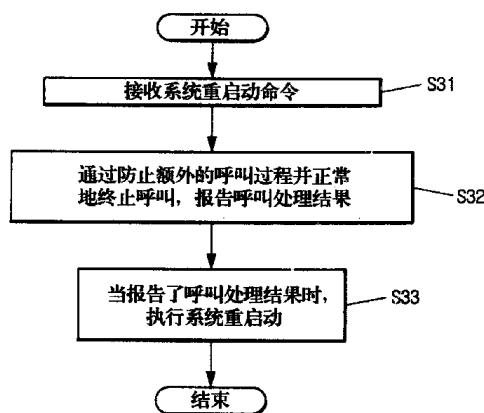 开始
接收系统重启动命令
S31
通过防止额外的呼叫过程并正常
地终止呼叫，报告呼叫处理结果
S32
当报告了呼叫处理结果时，
执行系统重启动
S33
结束